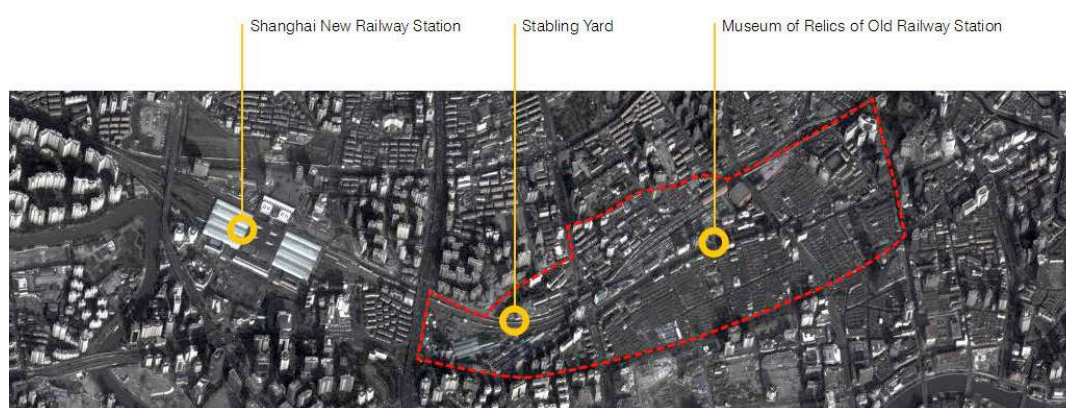 Shanghai New Railway Station
Stabling Yard
Museum of Relics of Old Railway Station